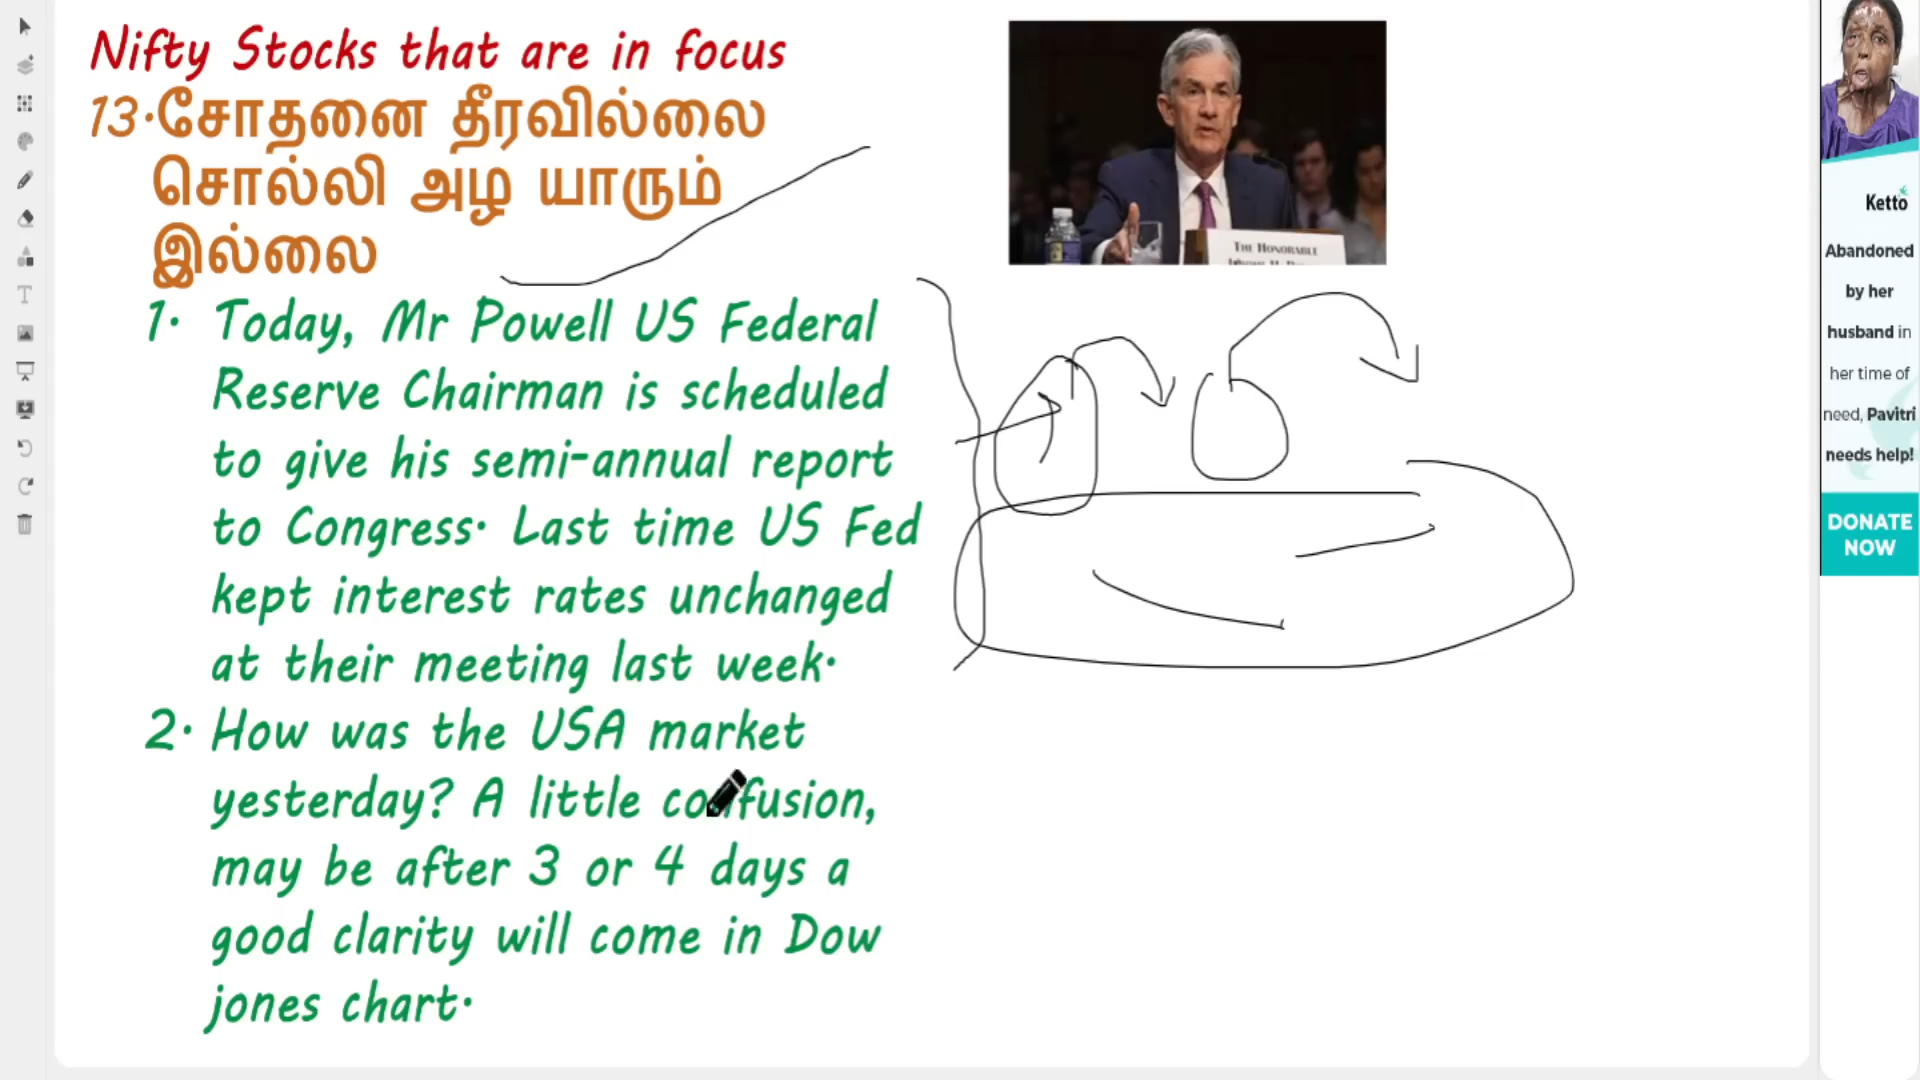 Nifty Stocks that are in focus
13.சோதனை தீரவில்லை
சொல்லி அழ யாரும்
இல்லை
1. Today, Mr Powell US Federal
Reserve Chairman is scheduled
to give his semi-annual report
to Congress. Last time US Fed
kept interest rates unchanged
at their meeting last week.
2. How was the USA market
yesterday? A little confusion,
may be after 3 or 4 days a
good clarity will come in Dow
jones chart.
THE HONORABLE
Ketto
Abandoned
by her
husband in
her time of
need, Pavitri
needs help!
DONATE
NOW